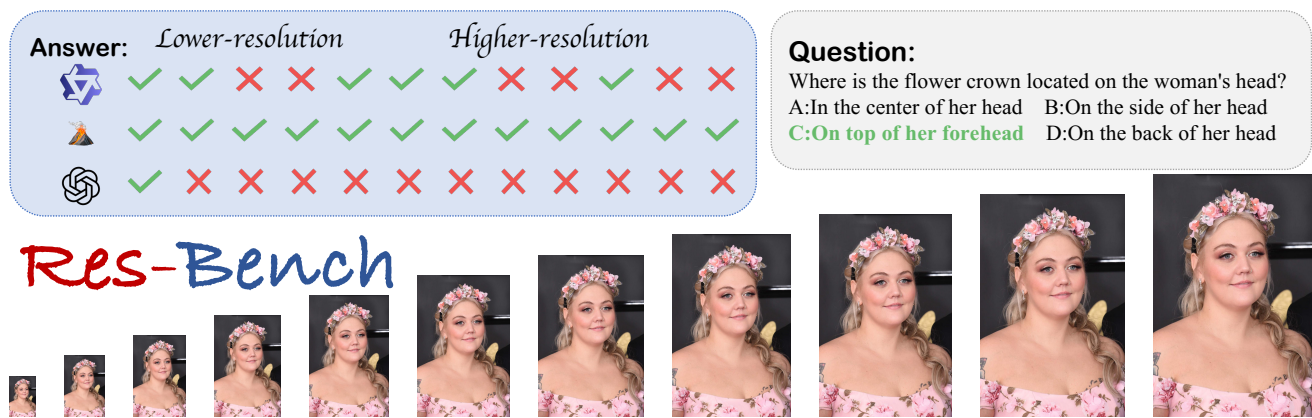 Answer:
Lower-resolution
Higher-resolution
Question:
Where is the flower crown located on the woman's head?
A:In the center of her head B:On the side of her head
C:On top of her forehead D:On the back of her head
Res-Bench